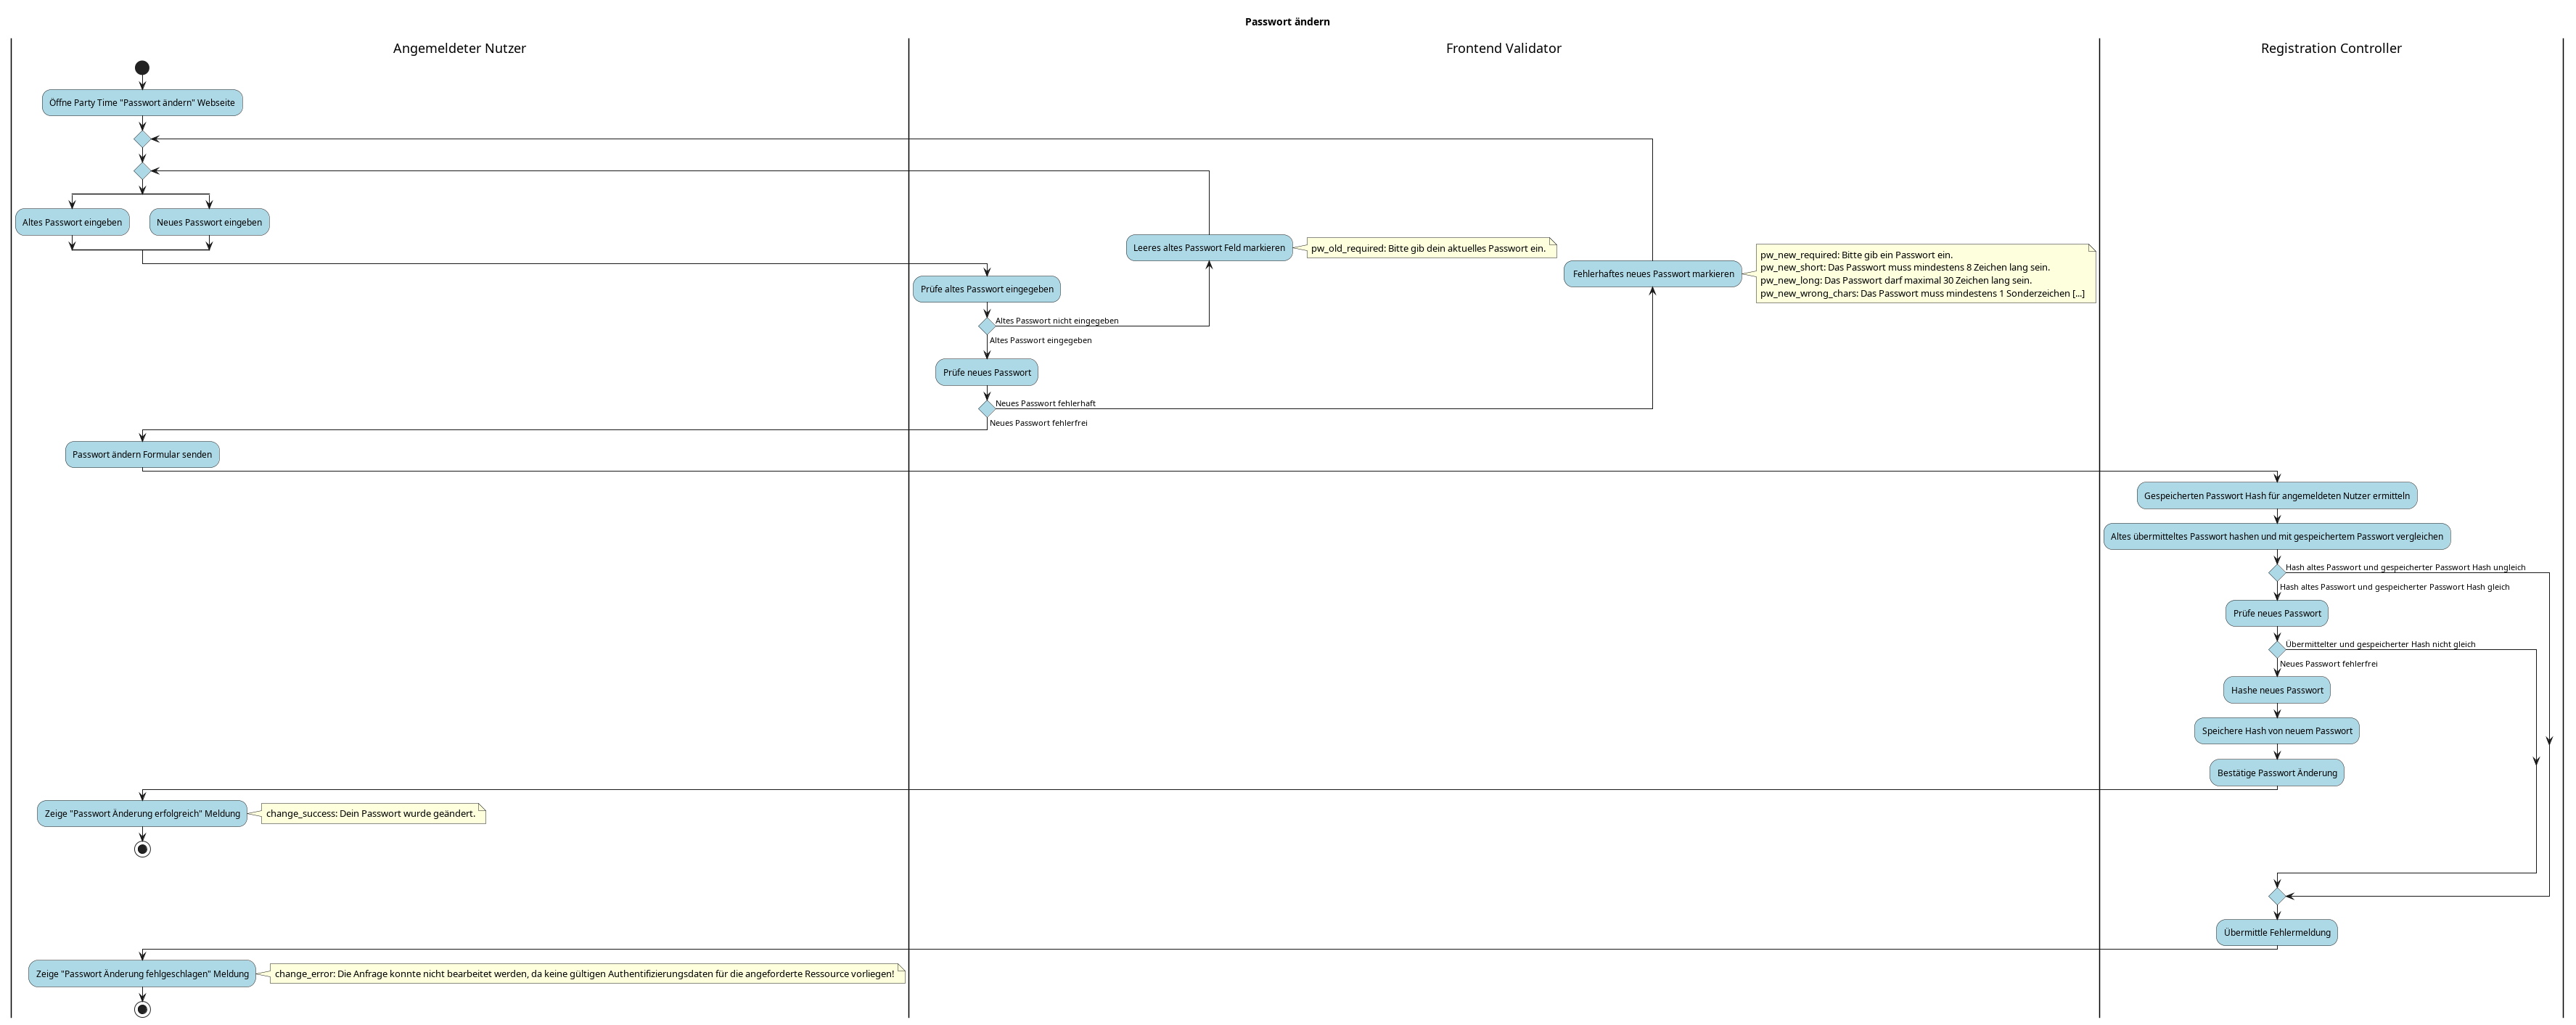 Passwort ändern
Angemeldeter Nutzer
Frontend Validator
Registration Controller
Öffne Party Time "Passwort ändern" Webseite
Altes Passwort eingeben
Neues Passwort eingeben
Leeres altes Passwort Feld markieren
pw_old_required: Bitte gib dein aktuelles Passwort ein.
Fehlerhaftes neues Passwort markieren
pw_new_required: Bitte gib ein Passwort ein.
pw_new_short: Das Passwort muss mindestens 8 Zeichen lang sein.
pw_new_long: Das Passwort darf maximal 30 Zeichen lang sein.
pw_new_wrong_chars: Das Passwort muss mindestens 1 Sonderzeichen [...]
Prüfe altes Passwort eingegeben
Altes Passwort nicht eingegeben
Altes Passwort eingegeben
Prüfe neues Passwort
Neues Passwort fehlerhaft
Neues Passwort fehlerfrei
Passwort ändern Formular senden
Gespeicherten Passwort Hash für angemeldeten Nutzer ermitteln
Altes übermitteltes Passwort hashen und mit gespeichertem Passwort vergleichen
Hash altes Passwort und gespeicherter Passwort Hash ungleich
Hash altes Passwort und gespeicherter Passwort Hash gleich
Prüfe neues Passwort
Übermittelter und gespeicherter Hash nicht gleich
Neues Passwort fehlerfrei
Hashe neues Passwort
Speichere Hash von neuem Passwort
Bestätige Passwort Änderung
Zeige "Passwort Änderung erfolgreich" Meldung
change_success: Dein Passwort wurde geändert.
Übermittle Fehlermeldung
Zeige "Passwort Änderung fehlgeschlagen" Meldung
change_error: Die Anfrage konnte nicht bearbeitet werden, da keine gültigen Authentifizierungsdaten für die angeforderte Ressource vorliegen!